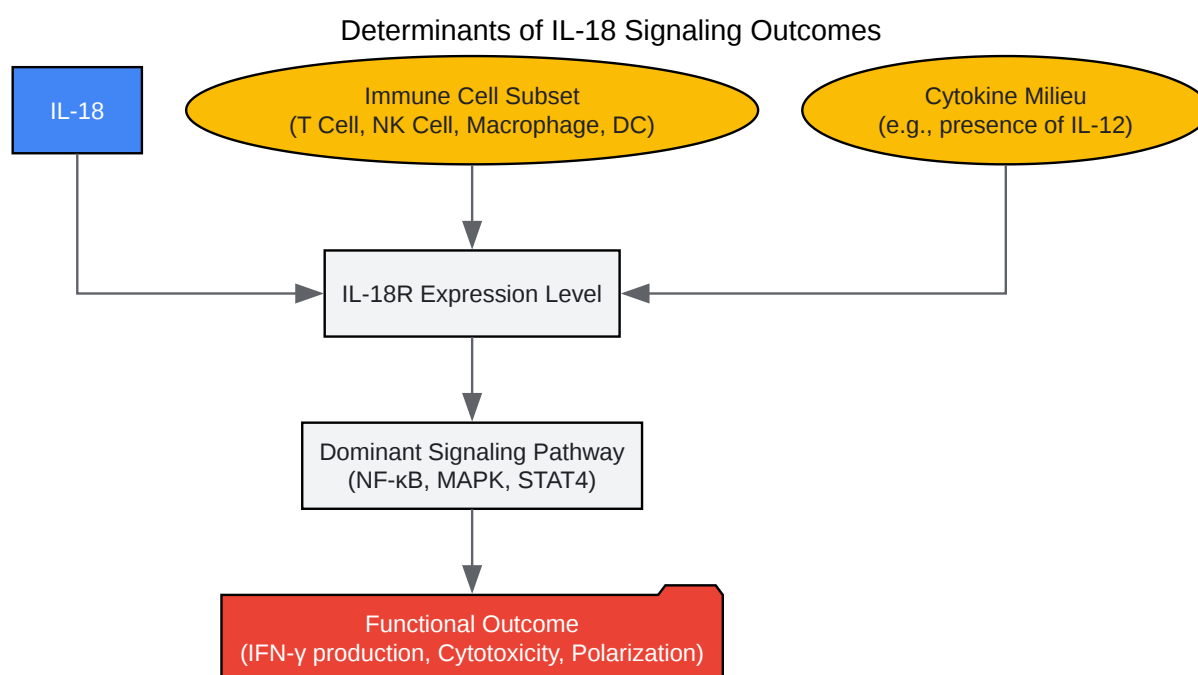 Determinants of IL-18 Signaling Outcomes
IL-18
Immune Cell Subset
(T Cell, NK Cell, Macrophage, DC)
Cytokine Milieu
(e.g., presence of IL-12)
IL-18R Expression Level
Dominant Signaling Pathway
(NF-κB, MAPK, STAT4)
Functional Outcome
(IFN-γ production, Cytotoxicity, Polarization)